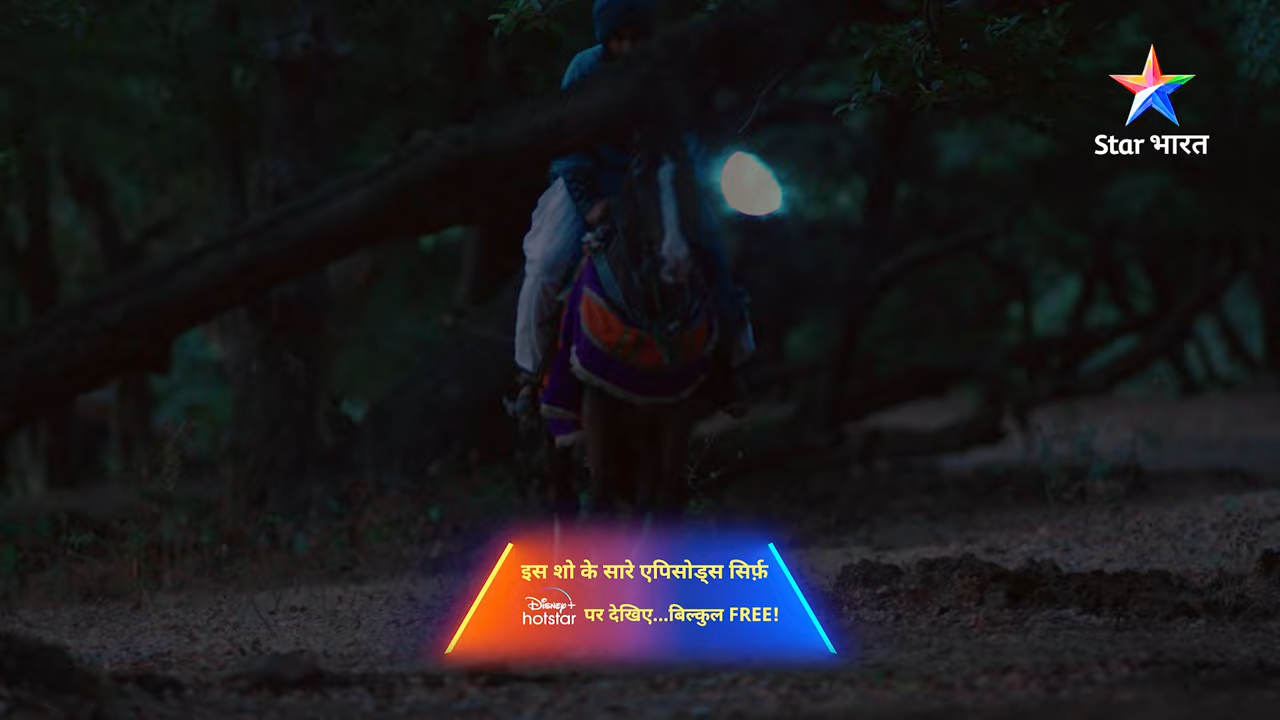 Star भारत
इस शो के सारे एपिसोड्स सिर्फ़
Disney+ hotstar पर देखिए...बिल्कुल FREE!